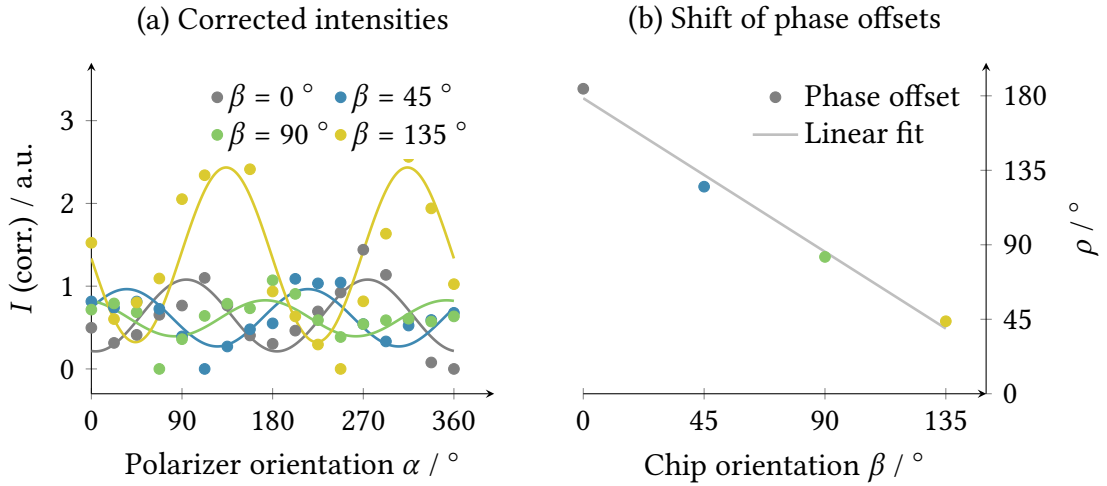 (a) Corrected intensities
β = 0 ° β = 45 °
β = 90 ° β = 135 °
3
2
1
0
I (corr.) / a.u.
0 90 180 270 360
Polarizer orientation α / °
(b) Shift of phase offsets
Phase offset
Linear fit
180
135
90
45
0
ρ / °
0 45 90 135
Chip orientation β / °